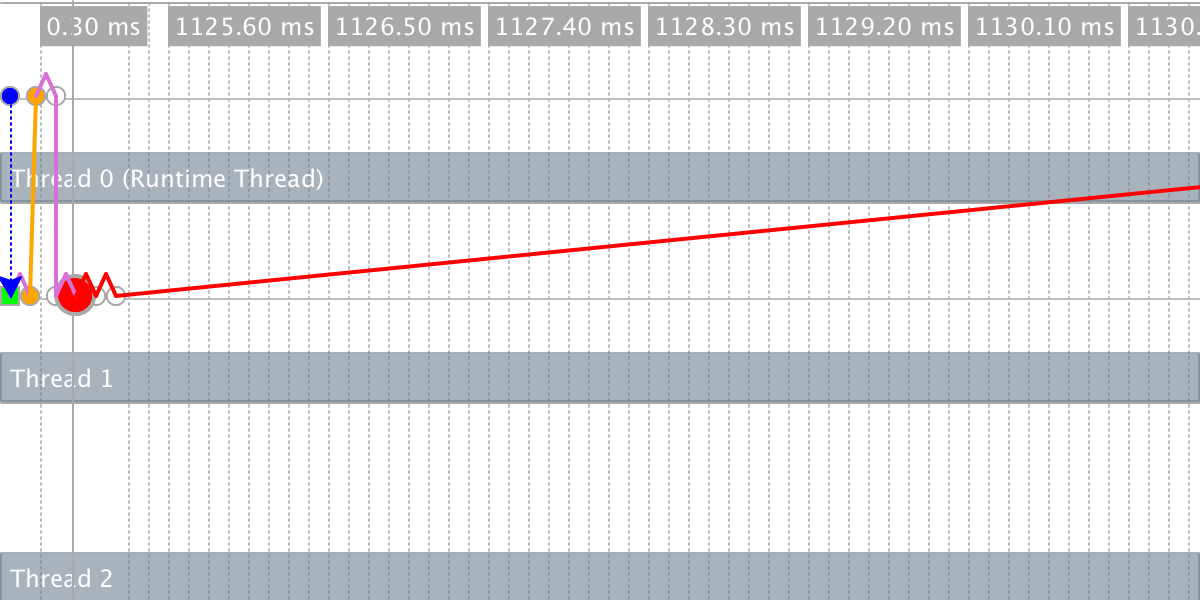 0.30 ms 1125.60 ms 1126.50 ms 1127.40 ms 1128.30 ms 1129.20 ms 1130.10 ms 1130.
Thread 0 (Runtime Thread)
Thread 1
Thread 2